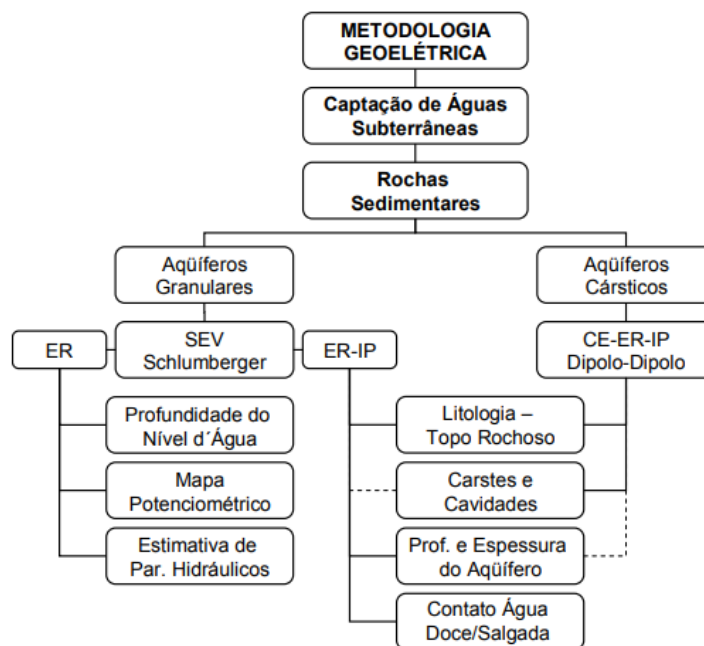 METODOLOGIA
GEOELÉTRICA
Captação de Águas
Subterrâneas
Rochas
Sedimentares
Aqüíferos
Granulares
Aqüíferos
Cársticos
ER
SEV
Schlumberger
ER-IP
CE-ER-IP
Dipolo-Dipolo
Profundidade do
Nível d´Água
Litologia –
Topo Rochoso
Mapa
Potenciométrico
Carstes e
Cavidades
Estimativa de
Par. Hidráulicos
Prof. e Espessura
do Aqüífero
Contato Água
Doce/Salgada